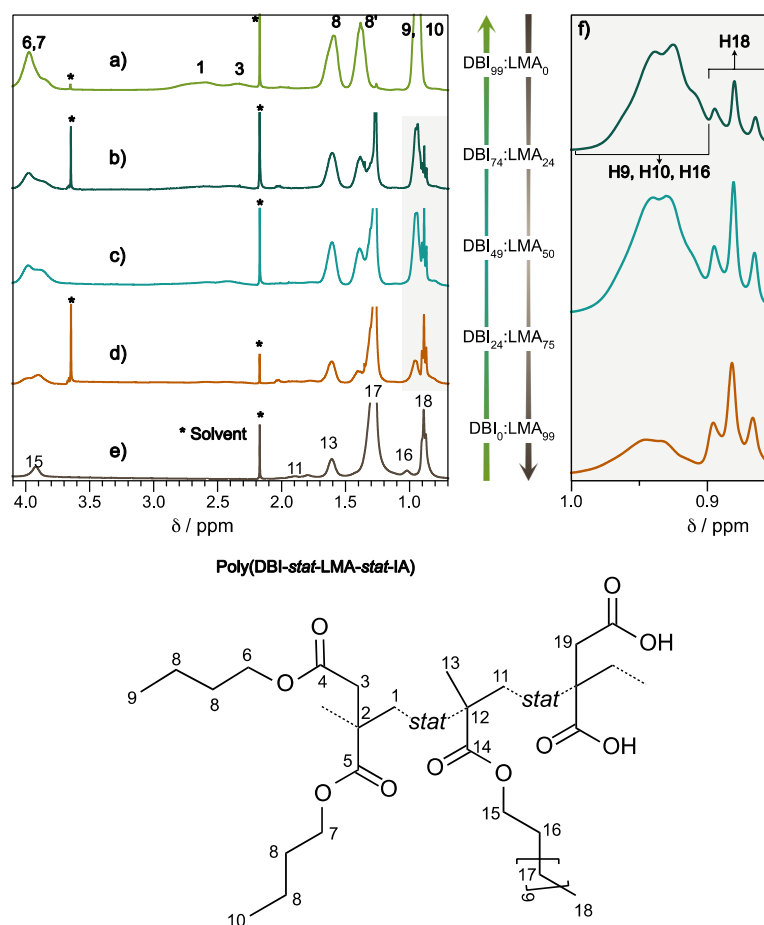 * 8 8' 9, 10
6,7 1 3 a)
*
DBI99:LMA0
* *
b)
DBI74:LMA24
*
c)
DBI49:LMA50
* *
d)
DBI24:LMA75
17
* Solvent *
18
DBI0:LMA99
15 e) 11 13 16
4.0 3.5 3.0 2.5 2.0 1.5 1.0
δ / ppm
f)
H18
H9, H10, H16
1.0 0.9
δ / ppm
Poly(DBI-stat-LMA-stat-IA)
O
O
OH
19
8 6 O 4 3 13 11
9 8 1 stat stat
2 12
5 14 O OH
O O O O
15
7 16
8
8 17
6
10 18